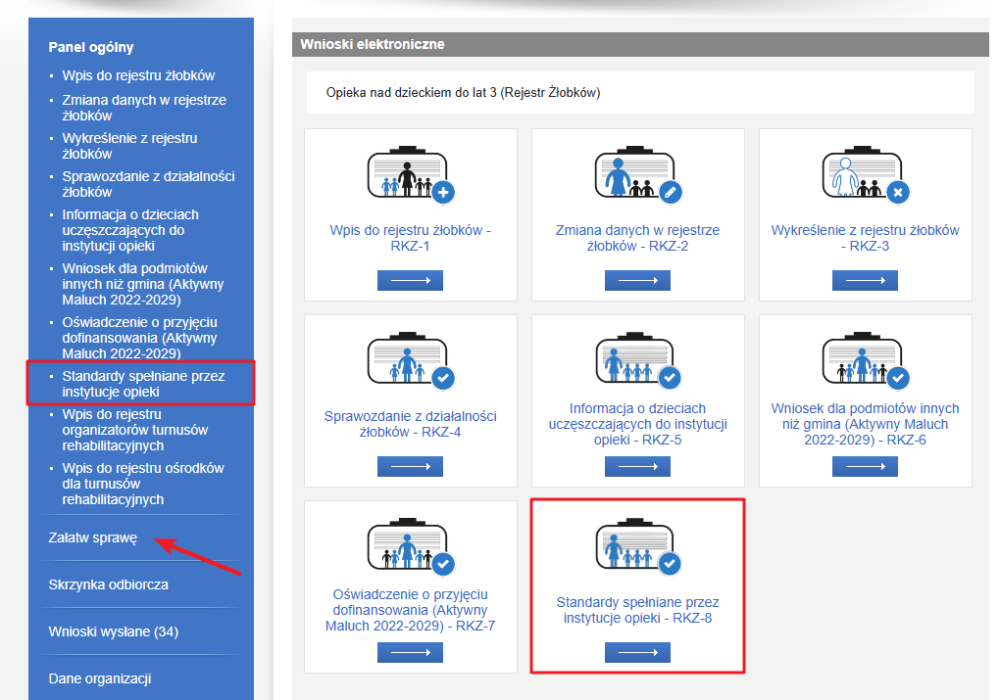 Panel ogólny
Wpis do rejestru żłobków
Zmiana danych w rejestrze
żłobków
Wykreślenie z rejestru
żłobków
Sprawozdanie z działalności
żłobków
Informacja o dzieciach
uczęszczających do
instytucji opieki
Wniosek dla podmiotów
innych niż gmina (Aktywny
Maluch 2022-2029)
Oświadczenie o przyjęciu
dofinansowania (Aktywny
Maluch 2022-2029)
Standardy spełniane przez
instytucje opieki
Wpis do rejestru
organizatorów turnusów
rehabilitacyjnych
Wpis do rejestru ośrodków
dla turnusów
rehabilitacyjnych
Załatw sprawę
Skrzynka odbiorcza
Wnioski wysłane (34)
Dane organizacji
Wnioski elektroniczne
Opieka nad dzieckiem do lat 3 (Rejestr Żłobków)
Wpis do rejestru żłobków -
RKZ-1
Zmiana danych w rejestrze
żłobków - RKZ-2
Wykreślenie z rejestru żłobków
- RKZ-3
Sprawozdanie z działalności
żłobków - RKZ-4
Informacja o dzieciach
uczęszczających do instytucji
opieki - RKZ-5
Wniosek dla podmiotów innych
niż gmina (Aktywny Maluch
2022-2029) - RKZ-6
Oświadczenie o przyjęciu
dofinansowania (Aktywny
Maluch 2022-2029) - RKZ-7
Standardy spełniane przez
instytucje opieki - RKZ-8